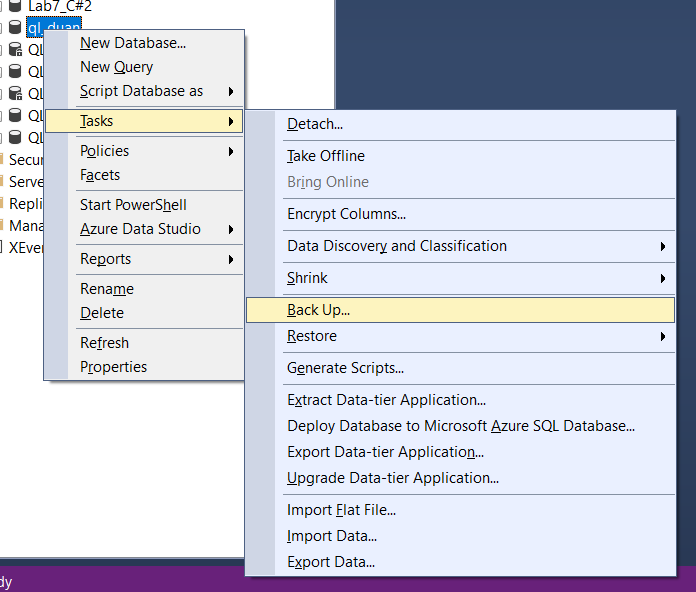 Lab7_C#2
ql_duan
QL
QL
QL
QL
QL
Secur
Serve
Repli
Mana
XEver
New Database...
New Query
Script Database as
Tasks
Policies
Facets
Start PowerShell
Azure Data Studio
Reports
Rename
Delete
Refresh
Properties
Detach...
Take Offline
Bring Online
Encrypt Columns...
Data Discovery and Classification
Shrink
Back Up...
Restore
Generate Scripts...
Extract Data-tier Application...
Deploy Database to Microsoft Azure SQL Database...
Export Data-tier Application...
Upgrade Data-tier Application...
Import Flat File...
Import Data...
Export Data...
dy